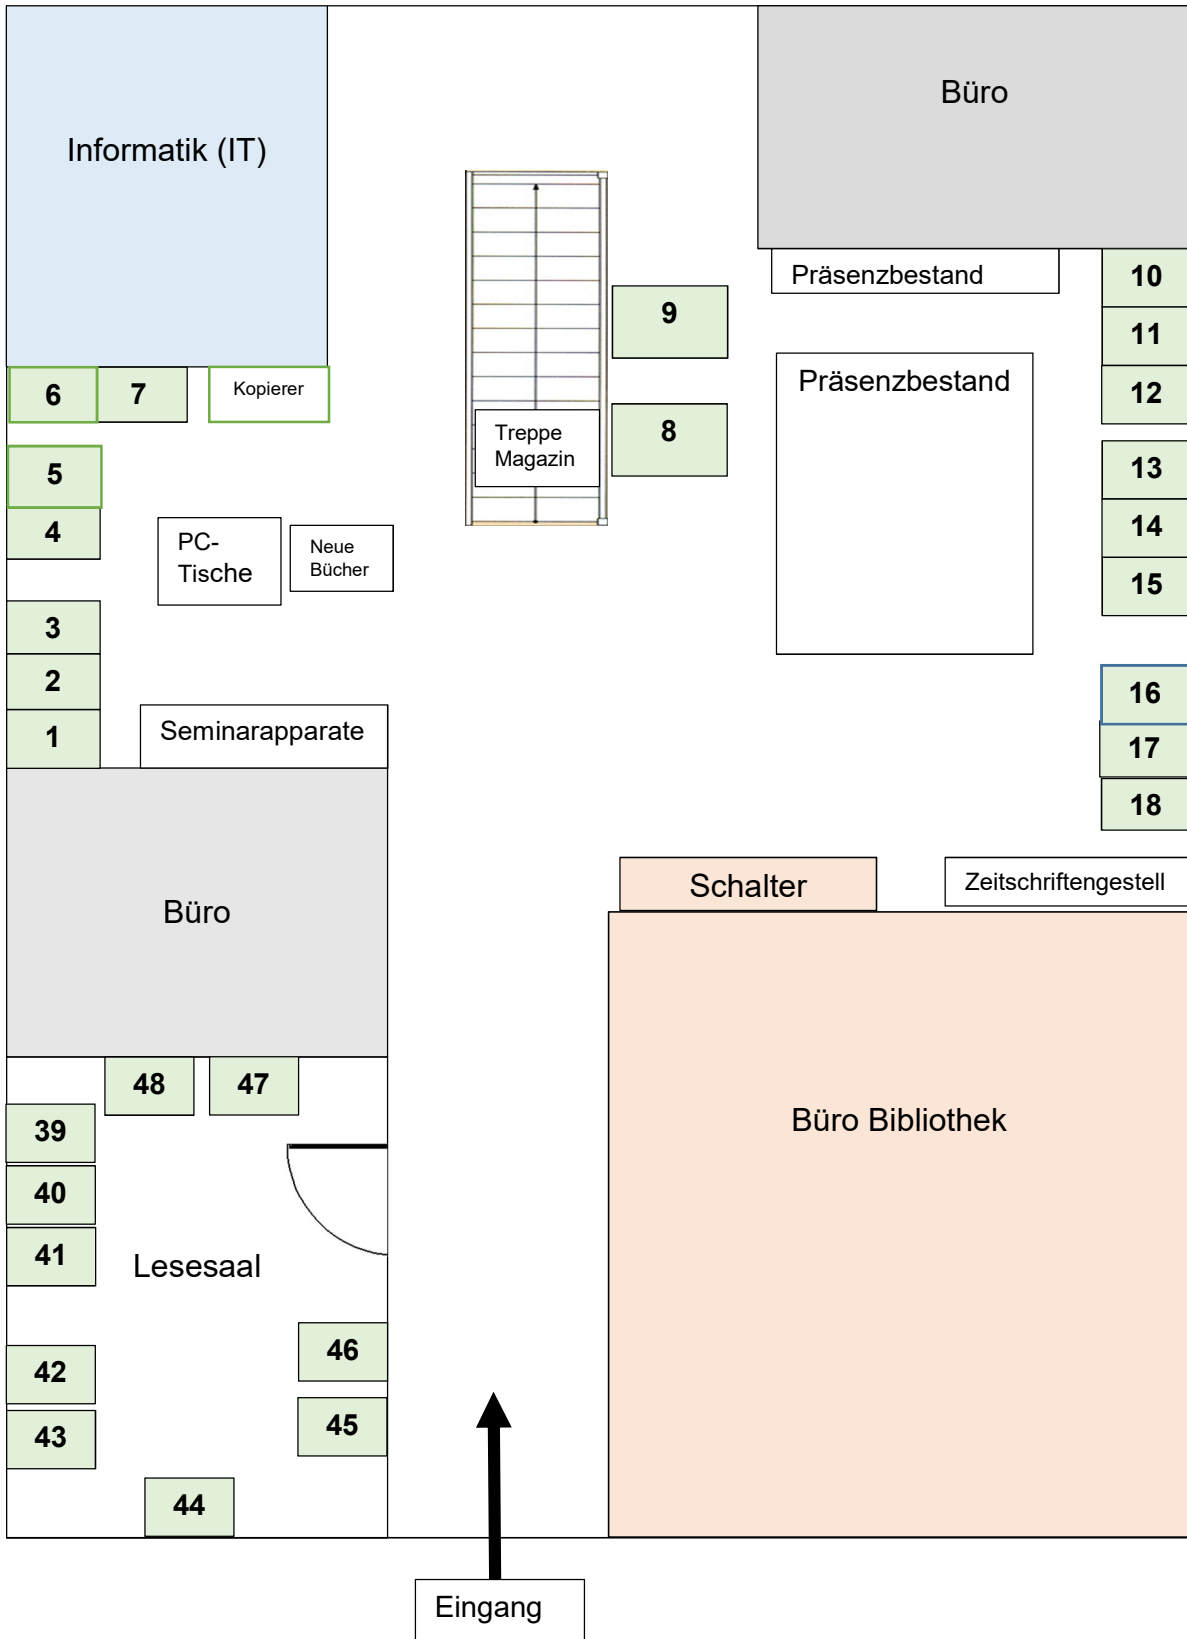 Büro
Informatik (IT)
Präsenzbestand
10
9
11
Präsenzbestand
6
7
Kopierer
12
8
Treppe
Magazin
5
13
4
14
PC-
Tische
Neue
Bücher
15
3
2
16
1
Seminarapparate
17
18
Schalter
Zeitschriftengestell
Büro
48
47
39
Büro Bibliothek
40
41
Lesesaal
46
42
45
43
44
Eingang